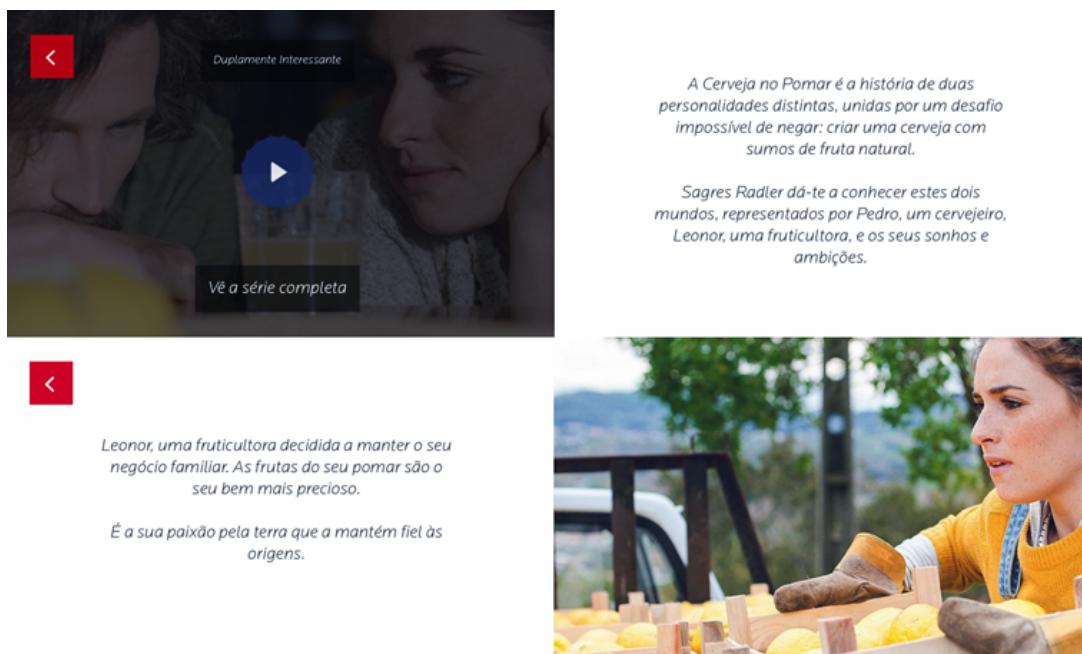 Duplamente Interessante
Vê a série completa
A Cerveja no Pomar é a história de duas
personalidades distintas, unidas por um desafio
impossível de negar: criar uma cerveja com
sumos de fruta natural.
Sagres Radler dá-te a conhecer estes dois
mundos, representados por Pedro, um cervejeiro,
Leonor, uma fruticultora, e os seus sonhos e
ambições.
Leonor, uma fruticultora decidida a manter o seu
negócio familiar. As frutas do seu pomar são o
seu bem mais precioso.
É a sua paixão pela terra que a mantém fiel às
origens.